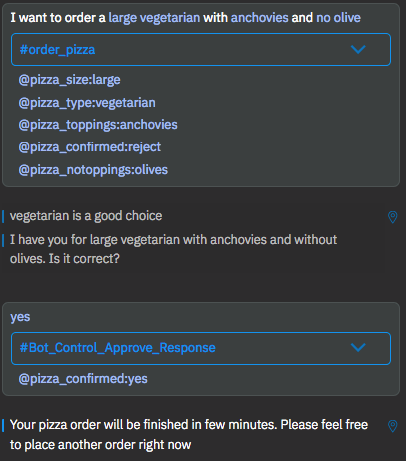 I want to order a large vegetarian with anchovies and no olive
#order_pizza
@pizza_size:large
@pizza_type:vegetarian
@pizza_toppings:anchovies
@pizza_confirmed:reject
@pizza_notoppings:olives
vegetarian is a good choice
I have you for large vegetarian with anchovies and without
olives. Is it correct?
yes
#Bot_Control_Approve_Response
@pizza_confirmed:yes
Your pizza order will be finished in few minutes. Please feel free
to place another order right now